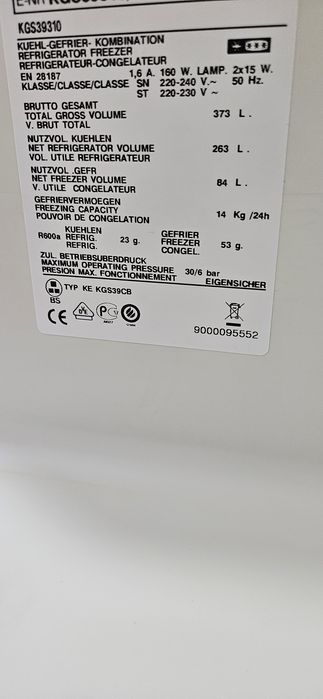 E-Nr.
KGS39310
KUEHL-GEFRIER- KOMBINATION
REFRIGERATOR FREEZER
REFRIGERATEUR-CONGELATEUR
EN 28187 1,6 A. 160 W. LAMP. 2x15 W.
KLASSE/CLASSE/CLASSE SN 220-240 V.~ 50 Hz.
ST 220-230 V ~
BRUTTO GESAMT
TOTAL GROSS VOLUME 373 L.
V. BRUT TOTAL
NUTZVOL. KUEHLEN
NET REFRIGERATOR VOLUME 263 L.
VOL. UTILE REFRIGERATEUR
NUTZVOL .GEFR
NET FREEZER VOLUME 84 L.
V. UTILE CONGELATEUR
GEFRIERVERMOEGEN
FREEZING CAPACITY 14 Kg /24h
POUVOIR DE CONGELATION
KUEHLEN GEFRIER
R600a REFRIG. 23 g. FREEZER 53 g.
REFRIG. CONGEL.
ZUL. BETRIEBSUEBERDRUCK
MAXIMUM OPERATING PRESSURE 30/6 bar
PRESION MAX. FONCTIONNEMENT EIGENSICHER
TYP KE KGS39CB
BS
CE
9000095552